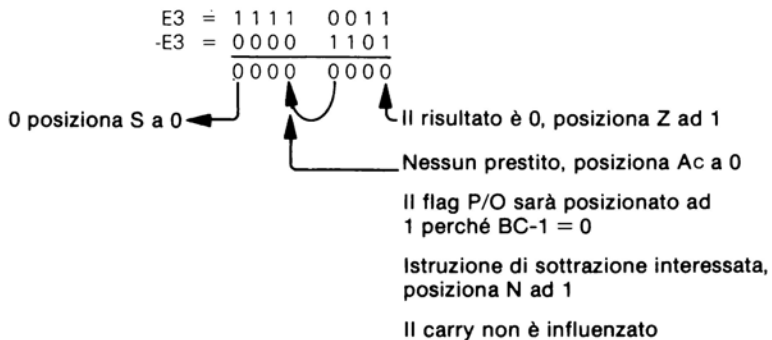 E3 = 1111 0011
-E3 = 0000 1101
0000 0000
0 posiziona S a 0
Il risultato è 0, posiziona Z ad 1
Nessun prestito, posiziona Ac a 0
Il flag P/O sarà posizionato ad
1 perché BC-1 = 0
Istruzione di sottrazione interessata,
posiziona N ad 1
Il carry non è influenzato